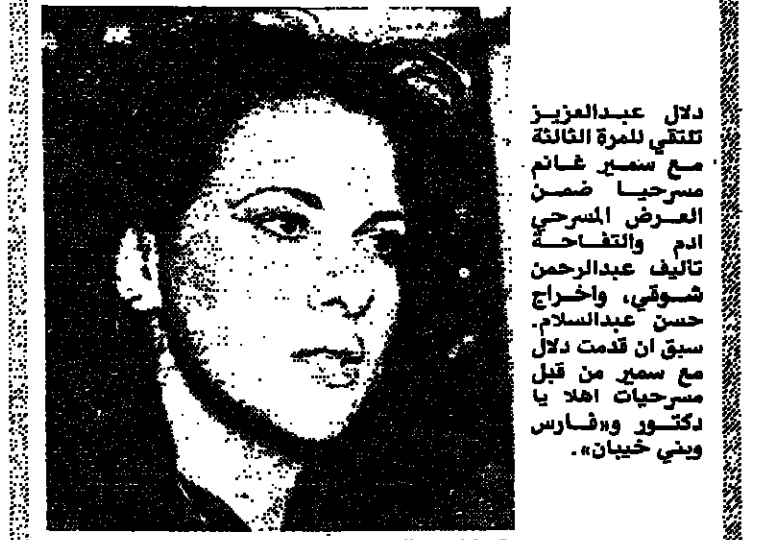 دلال عبدالعزيز
تلتقي للمرة الثالثة
مع سمير غانم
مسرحيا ضمن
العرض المسرحي
ادم والتفاحة
تأليف عبدالرحمن
شوقي، واخراج
حسن عبدالسلام.
سبق ان قدمت دلال
مع سمير من قبل
مسرحيات اهلا يا
دكتور و«فارس
وبني خيبان».